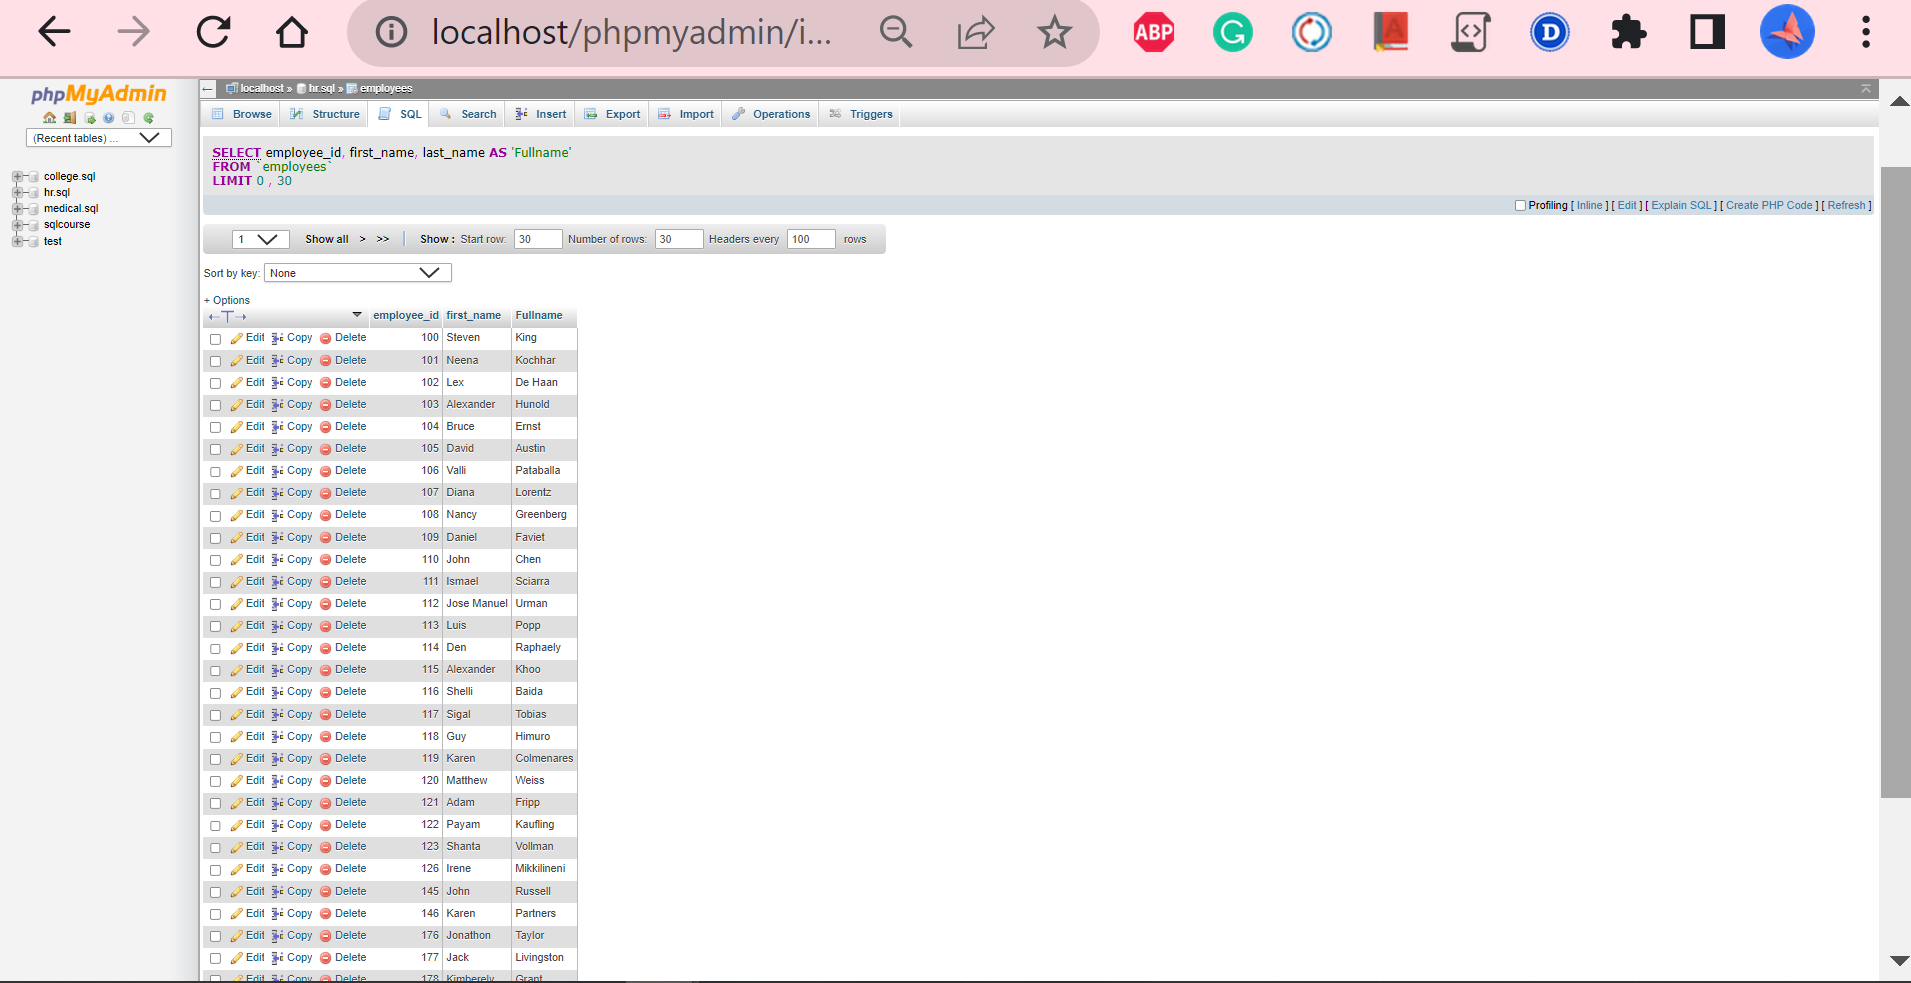 localhost/phpmyadmin/i...
ABP
G
A
D
phpMyAdmin
(Recent tables) ...
college.sql
hr.sql
medical.sql
sqlcourse
test
localhost » hr.sql » employees
Browse Structure SQL Search Insert Export Import Operations Triggers
SELECT employee_id, first_name, last_name AS 'Fullname'
FROM `employees`
LIMIT 0 , 30
Profiling [ Inline ] [ Edit ] [ Explain SQL ] [ Create PHP Code ] [ Refresh ]
1 Show all > >> Show : Start row: 30 Number of rows: 30 Headers every 100 rows
Sort by key: None
+ Options
←T→ employee_id first_name Fullname
Edit Copy Delete 100 Steven King
Edit Copy Delete 101 Neena Kochhar
Edit Copy Delete 102 Lex De Haan
Edit Copy Delete 103 Alexander Hunold
Edit Copy Delete 104 Bruce Ernst
Edit Copy Delete 105 David Austin
Edit Copy Delete 106 Valli Pataballa
Edit Copy Delete 107 Diana Lorentz
Edit Copy Delete 108 Nancy Greenberg
Edit Copy Delete 109 Daniel Faviet
Edit Copy Delete 110 John Chen
Edit Copy Delete 111 Ismael Sciarra
Edit Copy Delete 112 Jose Manuel Urman
Edit Copy Delete 113 Luis Popp
Edit Copy Delete 114 Den Raphaely
Edit Copy Delete 115 Alexander Khoo
Edit Copy Delete 116 Shelli Baida
Edit Copy Delete 117 Sigal Tobias
Edit Copy Delete 118 Guy Himuro
Edit Copy Delete 119 Karen Colmenares
Edit Copy Delete 120 Matthew Weiss
Edit Copy Delete 121 Adam Fripp
Edit Copy Delete 122 Payam Kaufling
Edit Copy Delete 123 Shanta Vollman
Edit Copy Delete 126 Irene Mikkilineni
Edit Copy Delete 145 John Russell
Edit Copy Delete 146 Karen Partners
Edit Copy Delete 176 Jonathon Taylor
Edit Copy Delete 177 Jack Livingston
Edit Copy Delete 178 Kimberely Grant